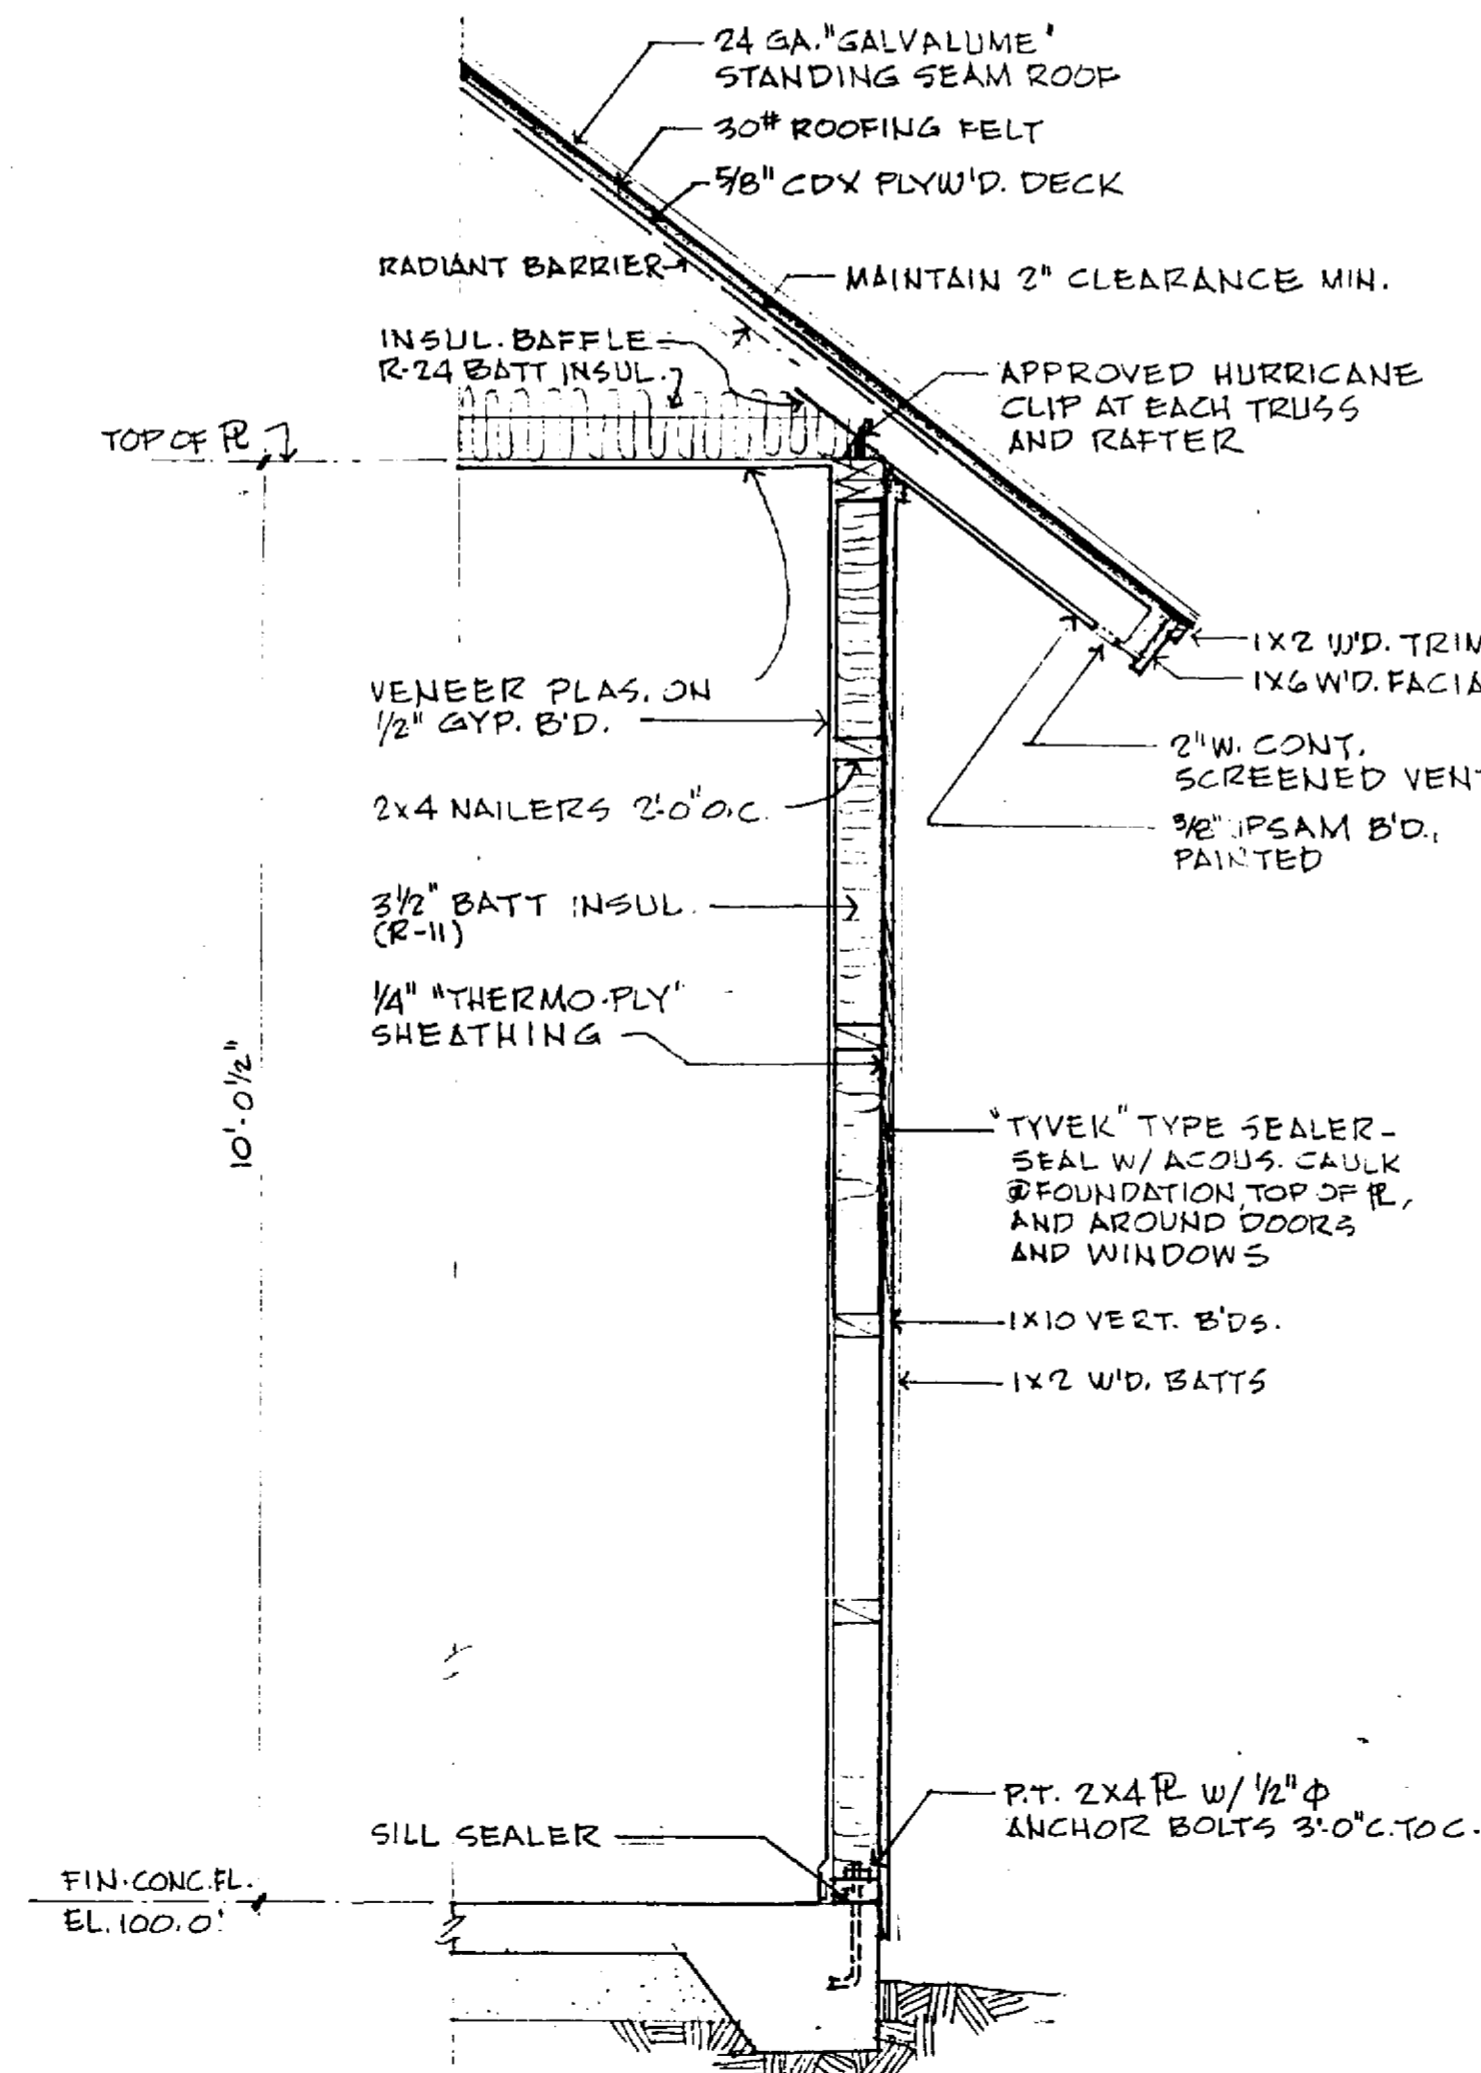 24 GA. "GALVALUME"
STANDING SEAM ROOF
30# ROOFING FELT
5/8" CDX PLYW'D. DECK
RADIANT BARRIER
MAINTAIN 2" CLEARANCE MIN.
INSUL. BAFFLE
R-24 BATT INSUL.
APPROVED HURRICANE
CLIP AT EACH TRUSS
AND RAFTER
TOP OF PL
1X2 W'D. TRIM
1X6 W'D. FACIA
VENEER PLAS. ON
1/2" GYP. B'D.
2" W. CONT.
SCREENED VENT
2x4 NAILERS 2'-0" O.C.
B'D.,
PAINTED
3 1/2" BATT INSUL.
(R-11)
1/4" "THERMO-PLY"
SHEATHING
10'-0 1/2"
"TYVEK" TYPE SEALER-
SEAL W/ ACOUS. CAULK
@ FOUNDATION, TOP OF PL,
AND AROUND DOORS
AND WINDOWS
1X10 VERT. B'DS.
1X2 W'D. BATTS
P.T. 2X4 PL W/ 1/2" φ
ANCHOR BOLTS 3'-0" C. TO C.
SILL SEALER
FIN. CONC. FL.
EL. 100.0'